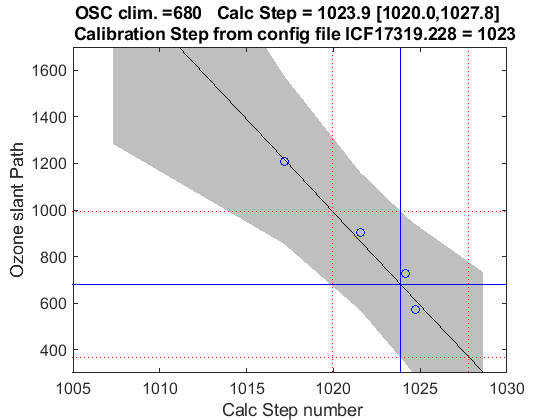 OSC clim. =680 Calc Step = 1023.9 [1020.0,1027.8]
Calibration Step from config file ICF17319.228 = 1023
1600
1400
1200
1000
800
600
400
Ozone slant Path
1005 1010 1015 1020 1025 1030
Calc Step number